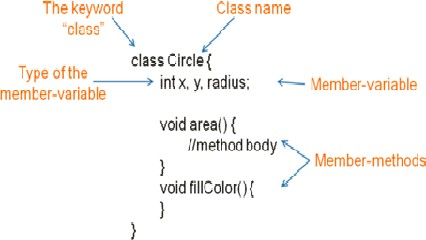 The keyword
"class"
Class name
class Circle {
Type of the
member-variable
int x, y, radius;
Member-variable
void area() {
//method body
}
Member-methods
void fillColor(){
}
}